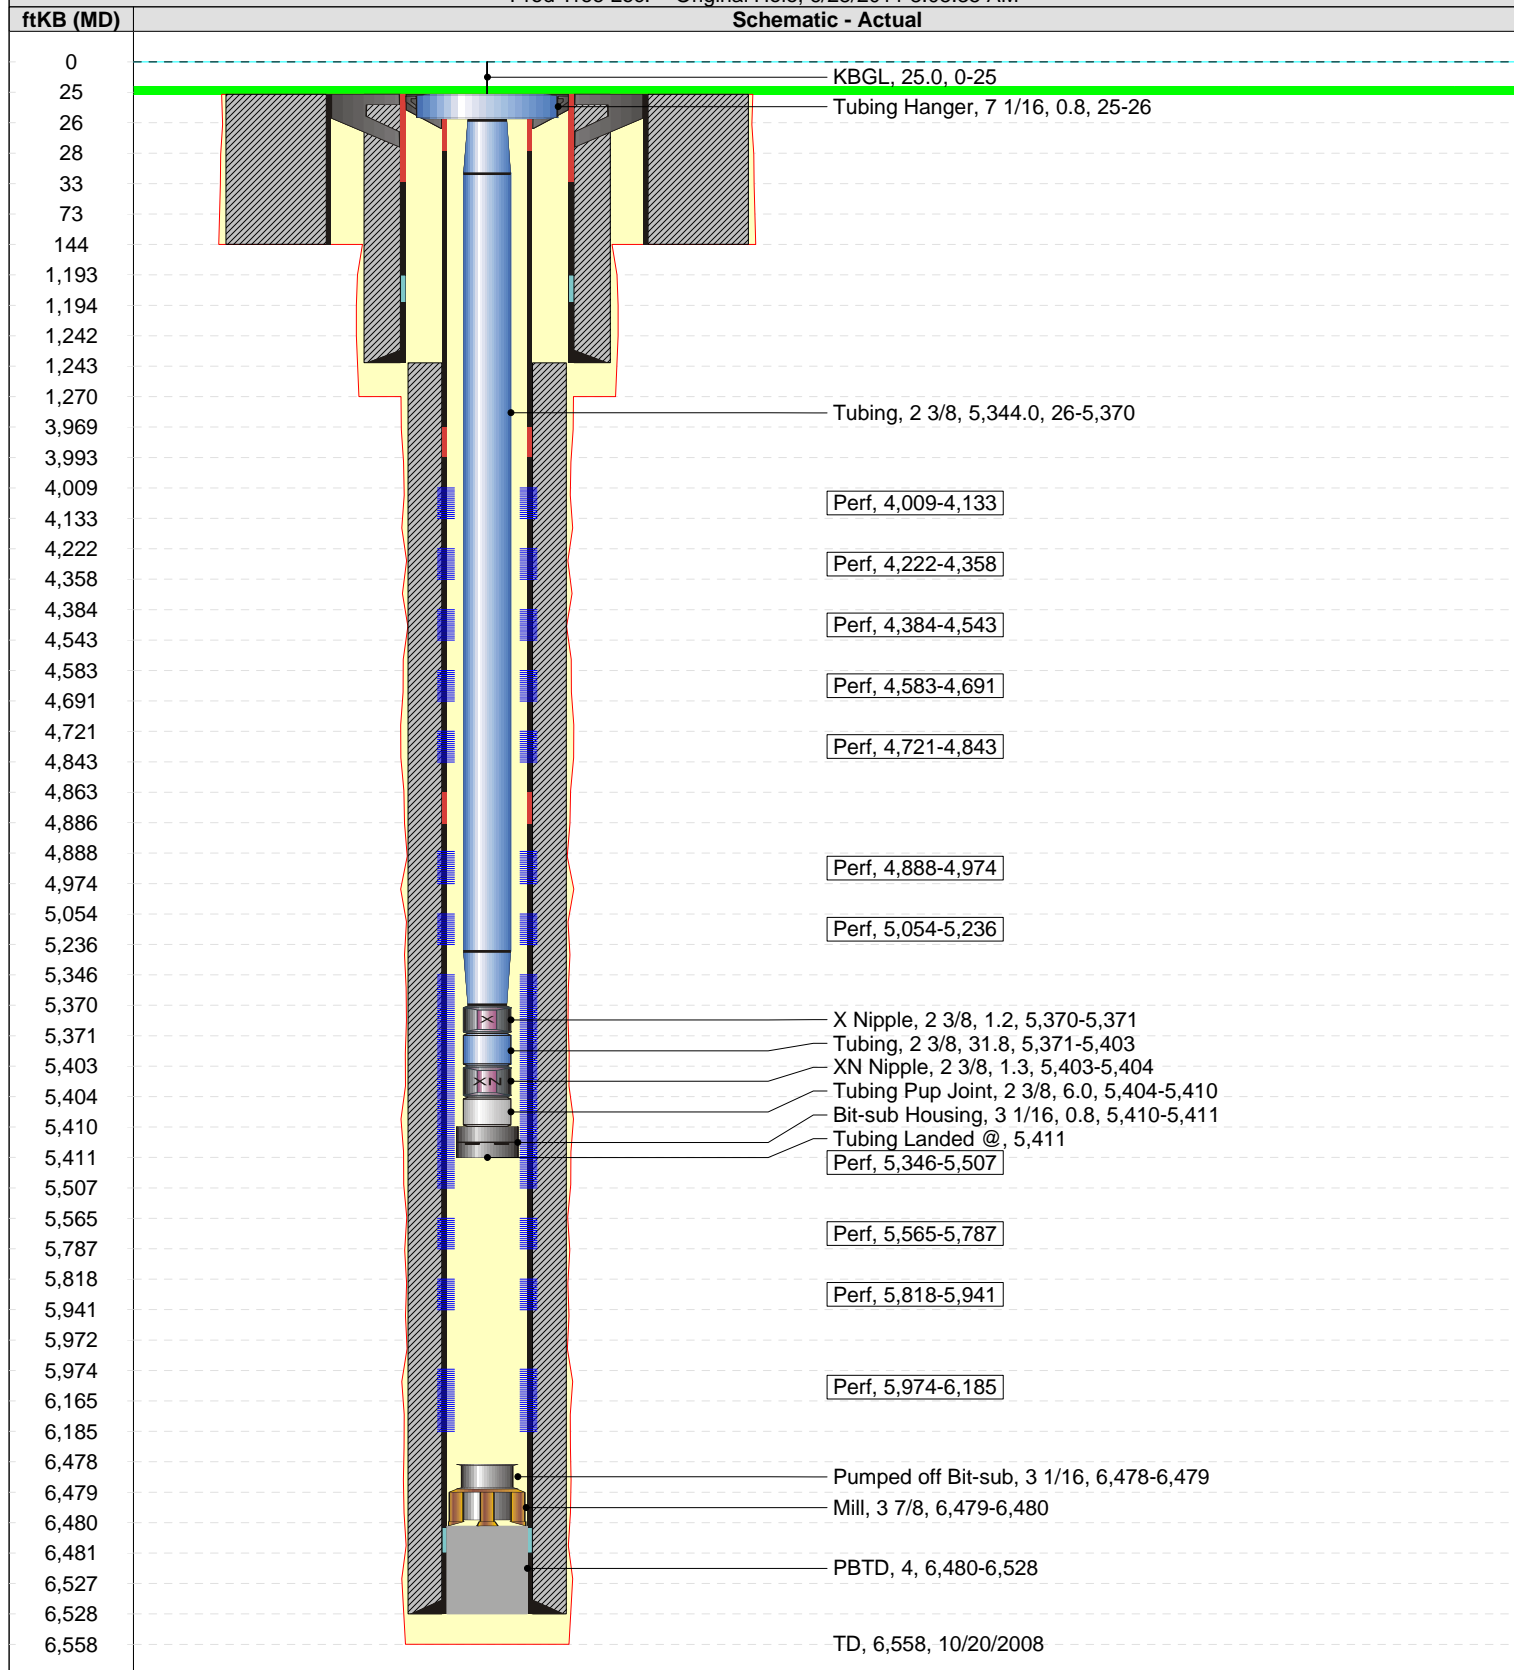 ftKB (MD)
Schematic - Actual
0
KBGL, 25.0, 0-25
25
Tubing Hanger, 7 1/16, 0.8, 25-26
26
28
33
73
144
1,193
1,194
1,242
1,243
1,270
Tubing, 2 3/8, 5,344.0, 26-5,370
3,969
3,993
4,009
Perf, 4,009-4,133
4,133
4,222
Perf, 4,222-4,358
4,358
4,384
Perf, 4,384-4,543
4,543
4,583
Perf, 4,583-4,691
4,691
4,721
Perf, 4,721-4,843
4,843
4,863
4,886
4,888
Perf, 4,888-4,974
4,974
5,054
Perf, 5,054-5,236
5,236
5,346
5,370
X
X Nipple, 2 3/8, 1.2, 5,370-5,371
5,371
Tubing, 2 3/8, 31.8, 5,371-5,403
5,403
XN Nipple, 2 3/8, 1.3, 5,403-5,404
XN
Tubing Pup Joint, 2 3/8, 6.0, 5,404-5,410
5,404
Bit-sub Housing, 3 1/16, 0.8, 5,410-5,411
5,410
Tubing Landed @, 5,411
5,411
Perf, 5,346-5,507
5,507
5,565
Perf, 5,565-5,787
5,787
5,818
Perf, 5,818-5,941
5,941
5,972
5,974
Perf, 5,974-6,185
6,165
6,185
6,478
Pumped off Bit-sub, 3 1/16, 6,478-6,479
6,479
Mill, 3 7/8, 6,479-6,480
6,480
6,481
PBTD, 4, 6,480-6,528
6,527
6,528
6,558
TD, 6,558, 10/20/2008